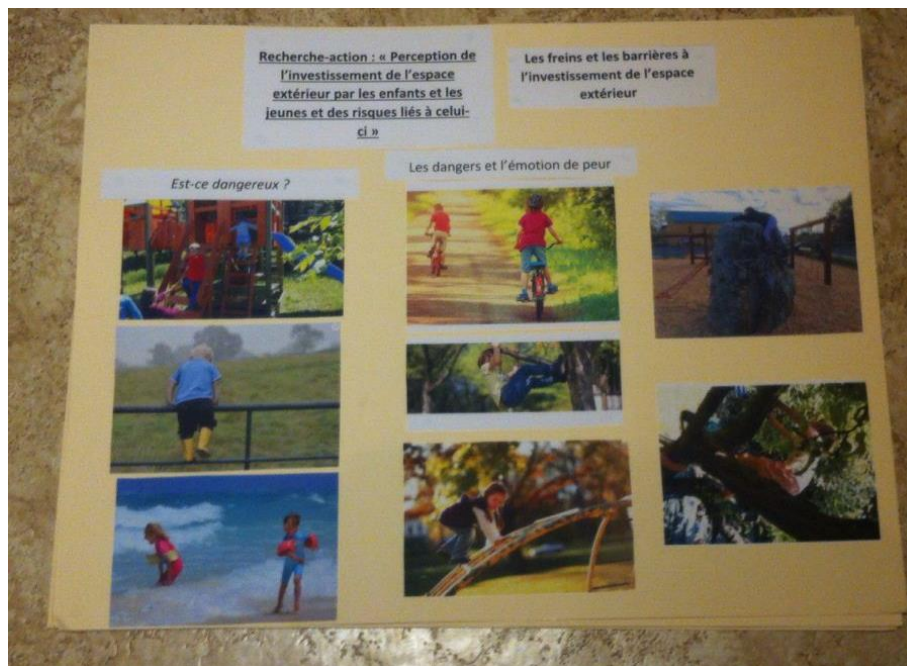 Recherche-action : « Perception de
l'investissement de l'espace
extérieur par les enfants et les
jeunes et des risques liés à celui-
ci »
Les freins et les barrières à
l'investissement de l'espace
extérieur
Est-ce dangereux ?
Les dangers et l'émotion de peur